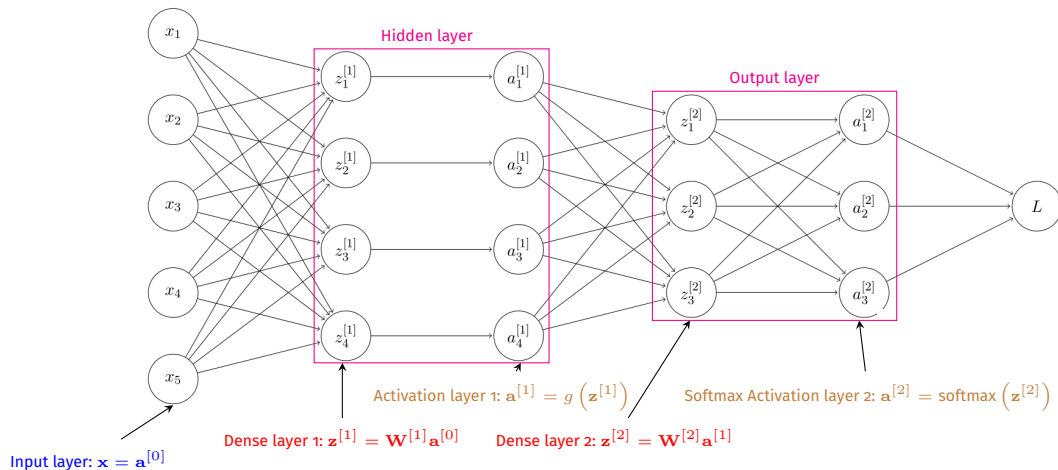 Hidden layer
Output layer
x₁
x₂
x₃
x₄
x₅
z₁^[1]
z₂^[1]
z₃^[1]
z₄^[1]
a₁^[1]
a₂^[1]
a₃^[1]
a₄^[1]
z₁^[2]
z₂^[2]
z₃^[2]
a₁^[2]
a₂^[2]
a₃^[2]
L
Activation layer 1: a^[1] = g (z^[1])
Softmax Activation layer 2: a^[2] = softmax (z^[2])
Dense layer 1: z^[1] = W^[1]a^[0]
Dense layer 2: z^[2] = W^[2]a^[1]
Input layer: x = a^[0]